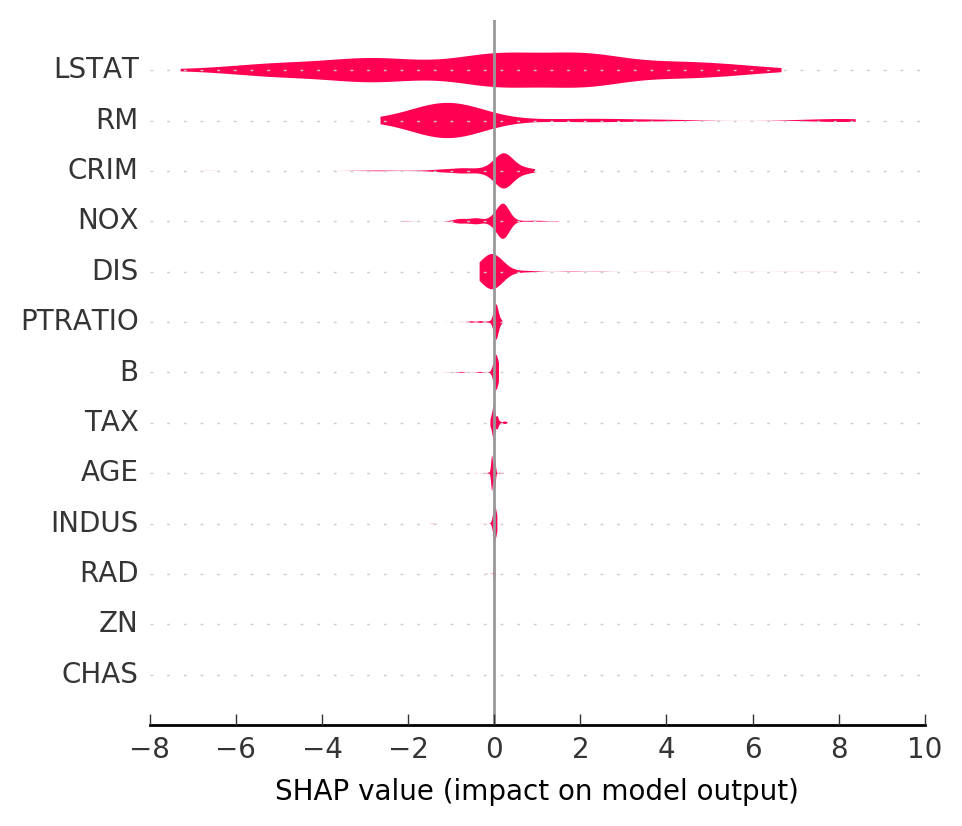 LSTAT
RM
CRIM
NOX
DIS
PTRATIO
B
TAX
AGE
INDUS
RAD
ZN
CHAS
−8 −6 −4 −2 0 2 4 6 8 10
SHAP value (impact on model output)